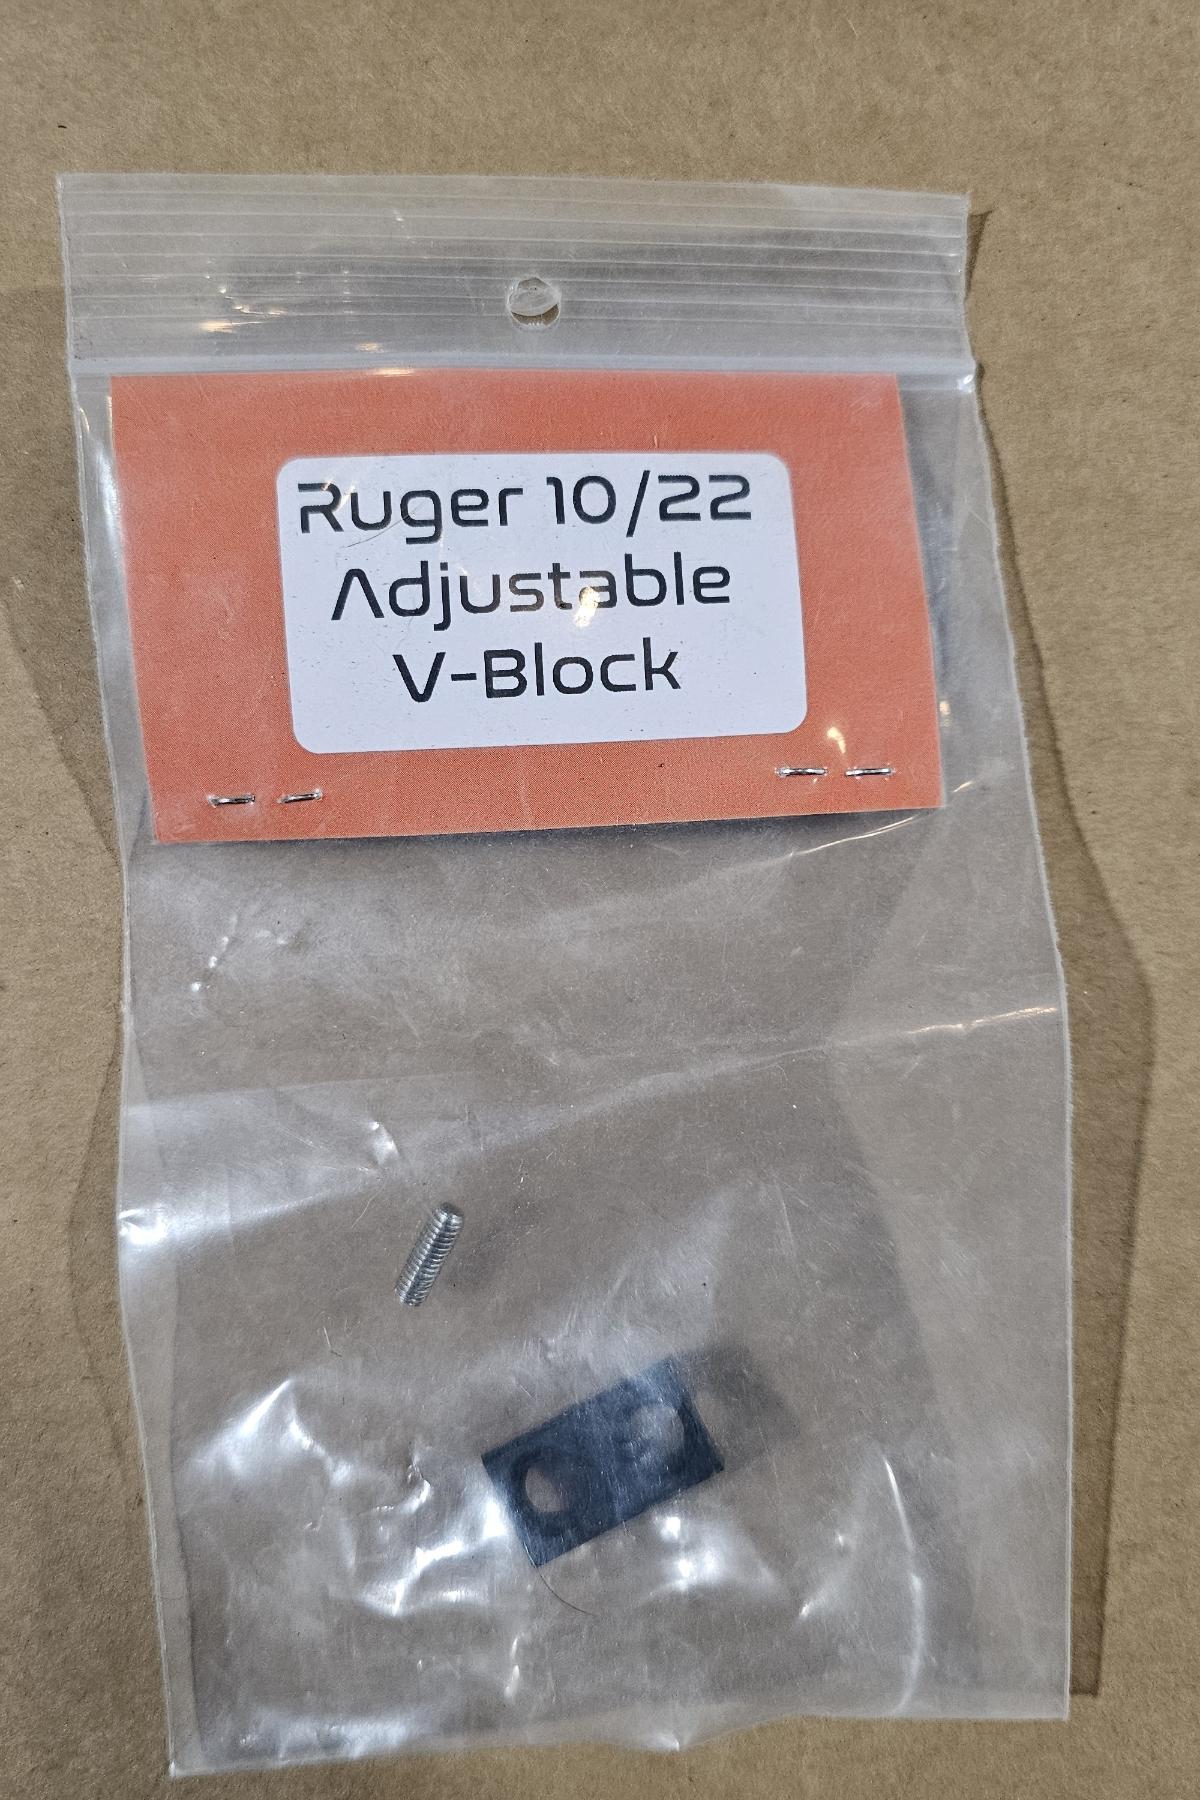 Ruger 10/22
Adjustable
V-Block